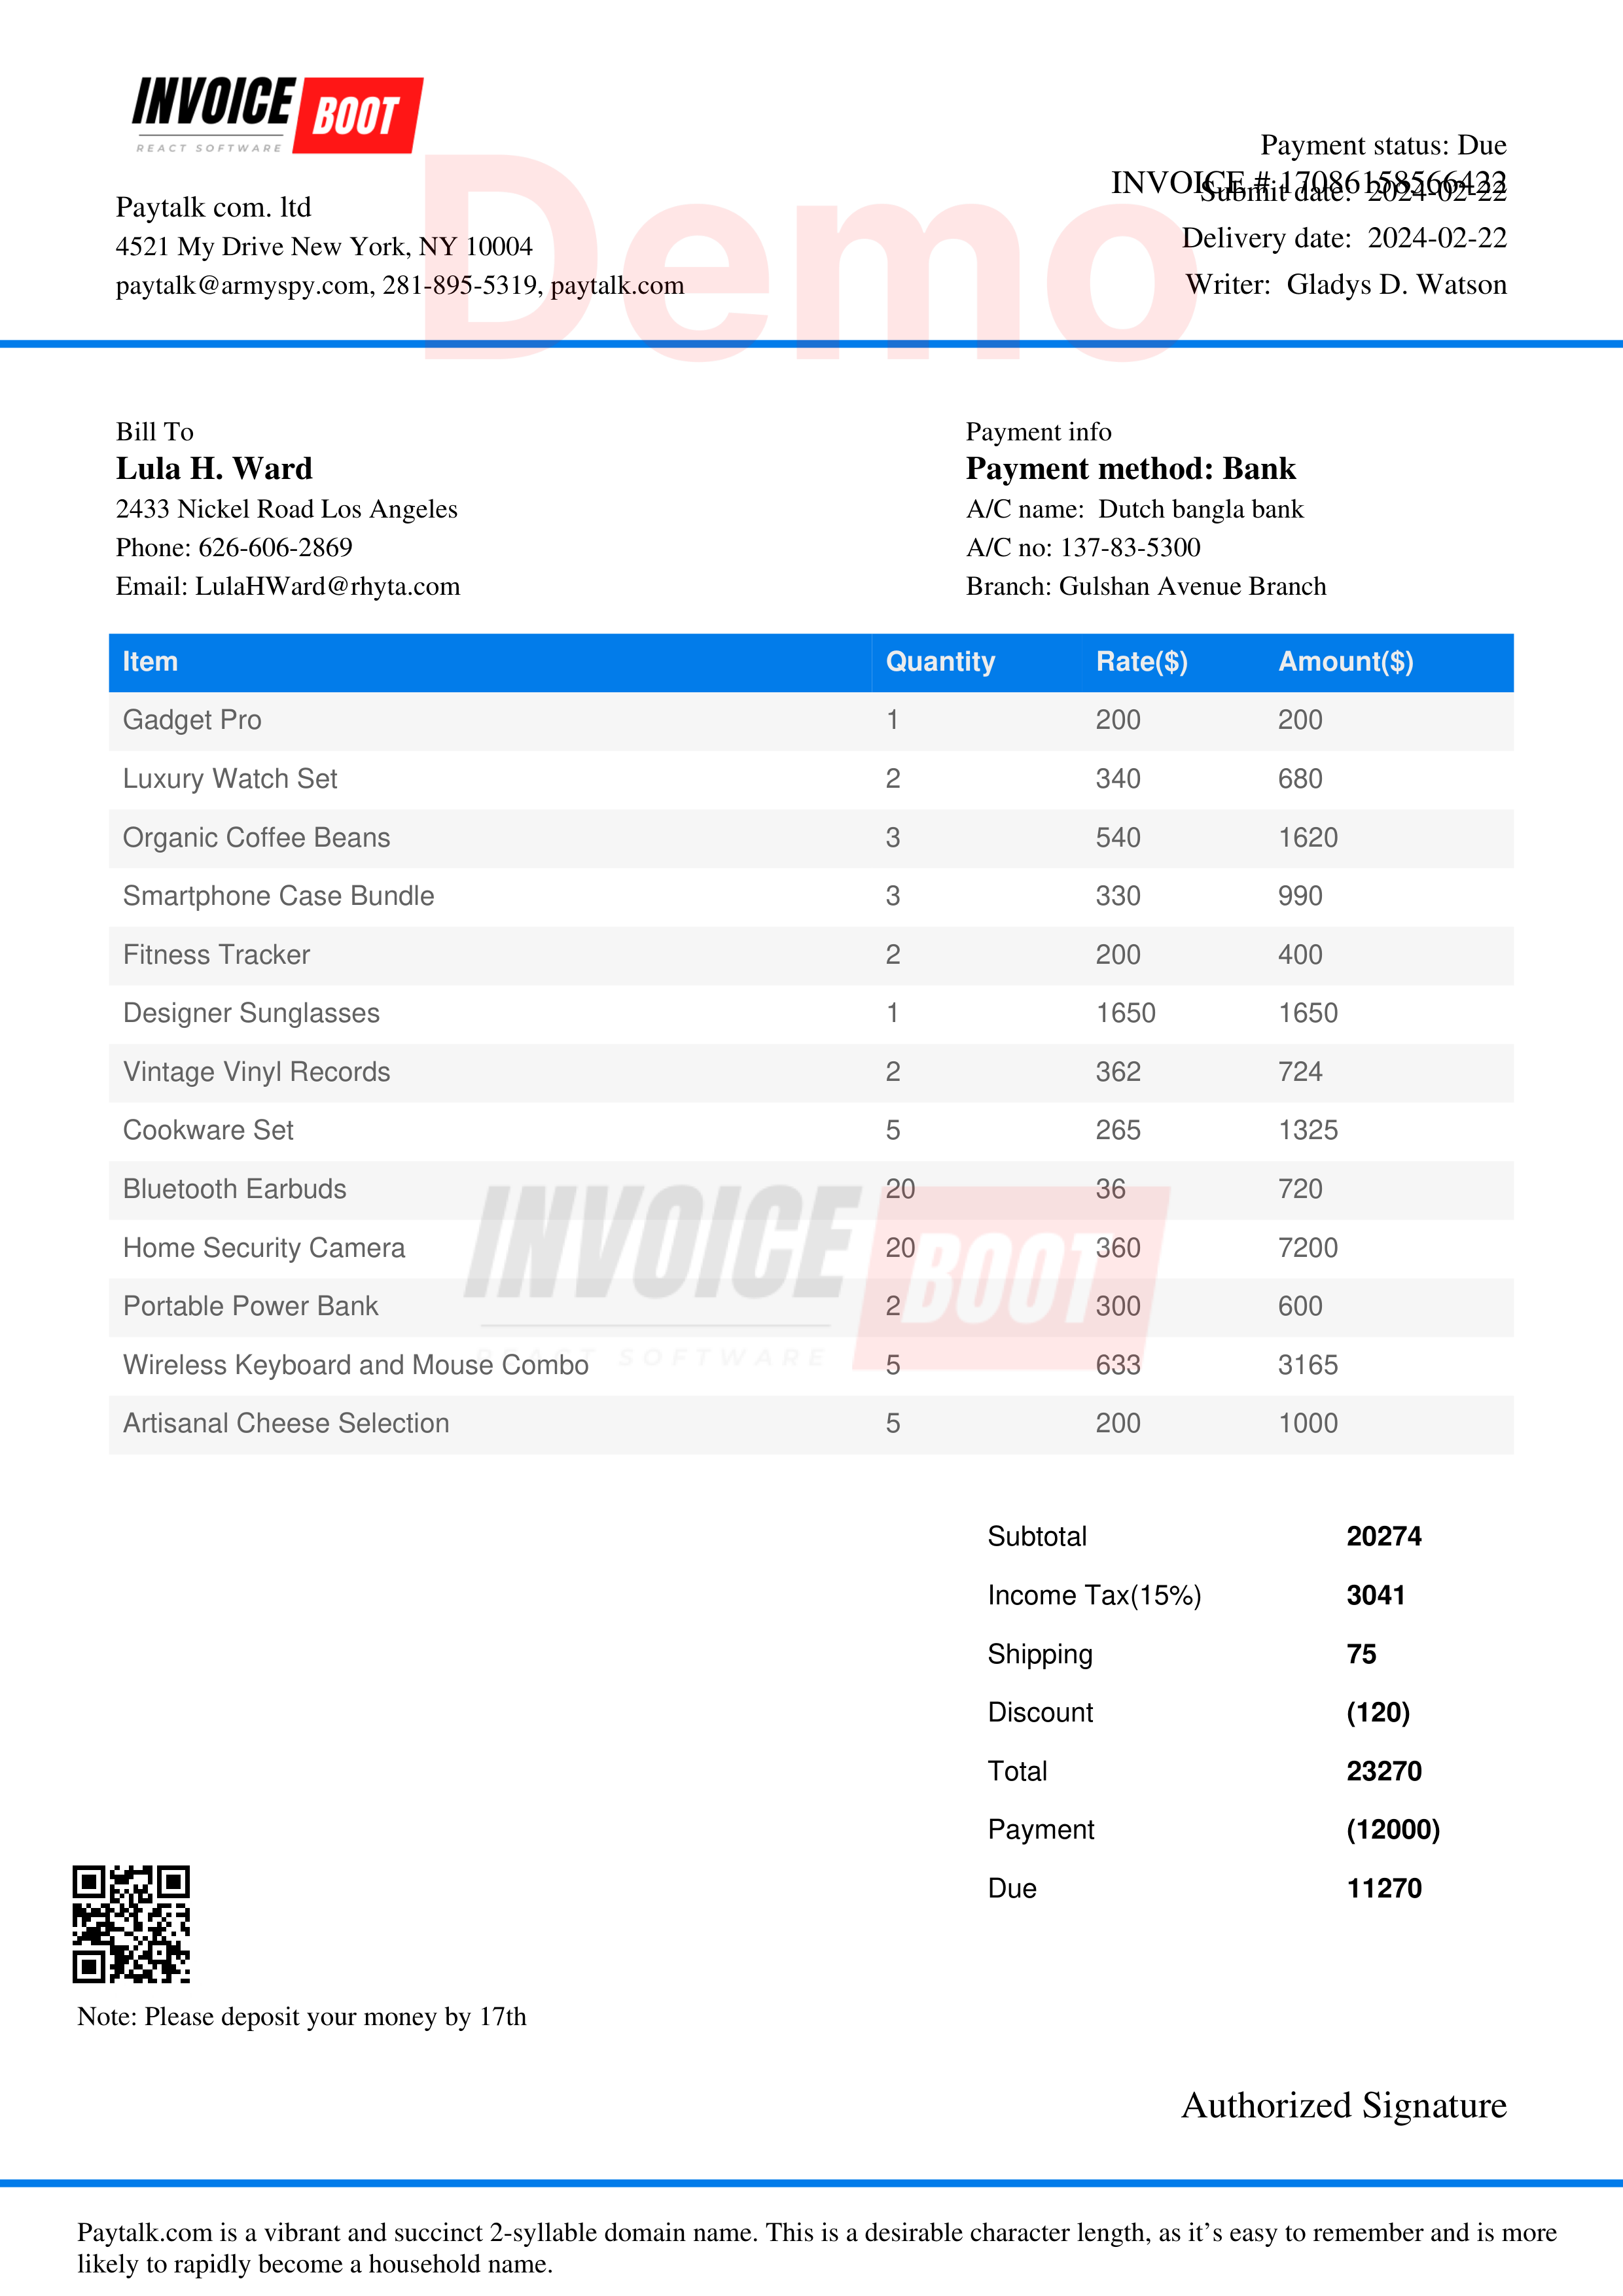 INVOICE BOOT
REACT SOFTWARE
Demo
Payment status: Due
INVOICE # 17086158566422
Submit date: 2024-02-22
Delivery date: 2024-02-22
Writer: Gladys D. Watson
Paytalk com. ltd
4521 My Drive New York, NY 10004
paytalk@armyspy.com, 281-895-5319, paytalk.com
Bill To
Lula H. Ward
2433 Nickel Road Los Angeles
Phone: 626-606-2869
Email: LulaHWard@rhyta.com
Payment info
Payment method: Bank
A/C name: Dutch bangla bank
A/C no: 137-83-5300
Branch: Gulshan Avenue Branch
Item Quantity Rate($) Amount($)
Gadget Pro 1 200 200
Luxury Watch Set 2 340 680
Organic Coffee Beans 3 540 1620
Smartphone Case Bundle 3 330 990
Fitness Tracker 2 200 400
Designer Sunglasses 1 1650 1650
Vintage Vinyl Records 2 362 724
Cookware Set 5 265 1325
Bluetooth Earbuds 20 36 720
Home Security Camera 20 360 7200
Portable Power Bank 2 300 600
Wireless Keyboard and Mouse Combo 5 633 3165
Artisanal Cheese Selection 5 200 1000
INVOICE BOOT
REACT SOFTWARE
Subtotal 20274
Income Tax(15%) 3041
Shipping 75
Discount (120)
Total 23270
Payment (12000)
Due 11270
Note: Please deposit your money by 17th
Authorized Signature
Paytalk.com is a vibrant and succinct 2-syllable domain name. This is a desirable character length, as it’s easy to remember and is more
likely to rapidly become a household name.